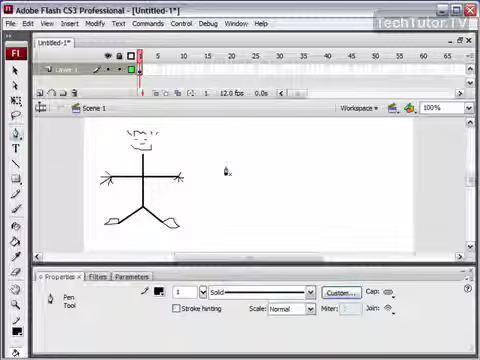 Adobe Flash CS3 Professional - [Untitled-1*]
TechTutor.TV
File Edit View Insert Modify Text Commands Control Debug Window Help
Untitled-1*
5 10 15 20 25 30 35 40 45 50 55 60 65
Layer 1
1 12.0 fps 0.0s
Scene 1 Workspace 100%
Fl
T
Properties Filters Parameters
Pen Tool
1 Solid Custom... Cap:
Stroke hinting Scale: Normal Miter: Join: